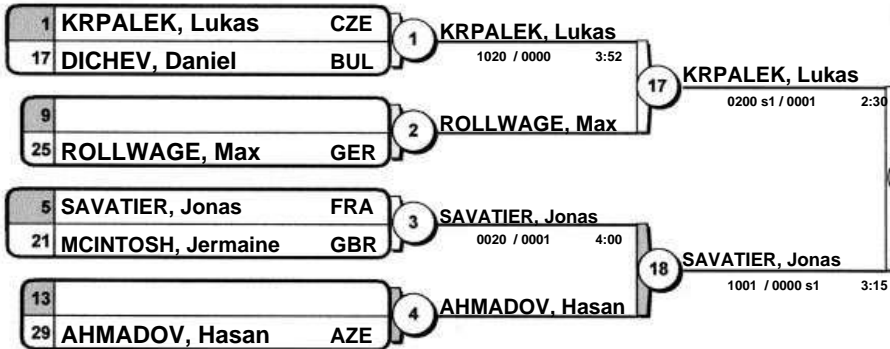 1 KRPALEK, Lukas CZE
17 DICHEV, Daniel BUL
1
KRPALEK, Lukas
1020 / 0000 3:52
9
25 ROLLWAGE, Max GER
2
ROLLWAGE, Max
17
KRPALEK, Lukas
0200 s1 / 0001 2:30
5 SAVATIER, Jonas FRA
21 MCINTOSH, Jermaine GBR
3
SAVATIER, Jonas
0020 / 0001 4:00
13
29 AHMADOV, Hasan AZE
4
AHMADOV, Hasan
18
SAVATIER, Jonas
1001 / 0000 s1 3:15